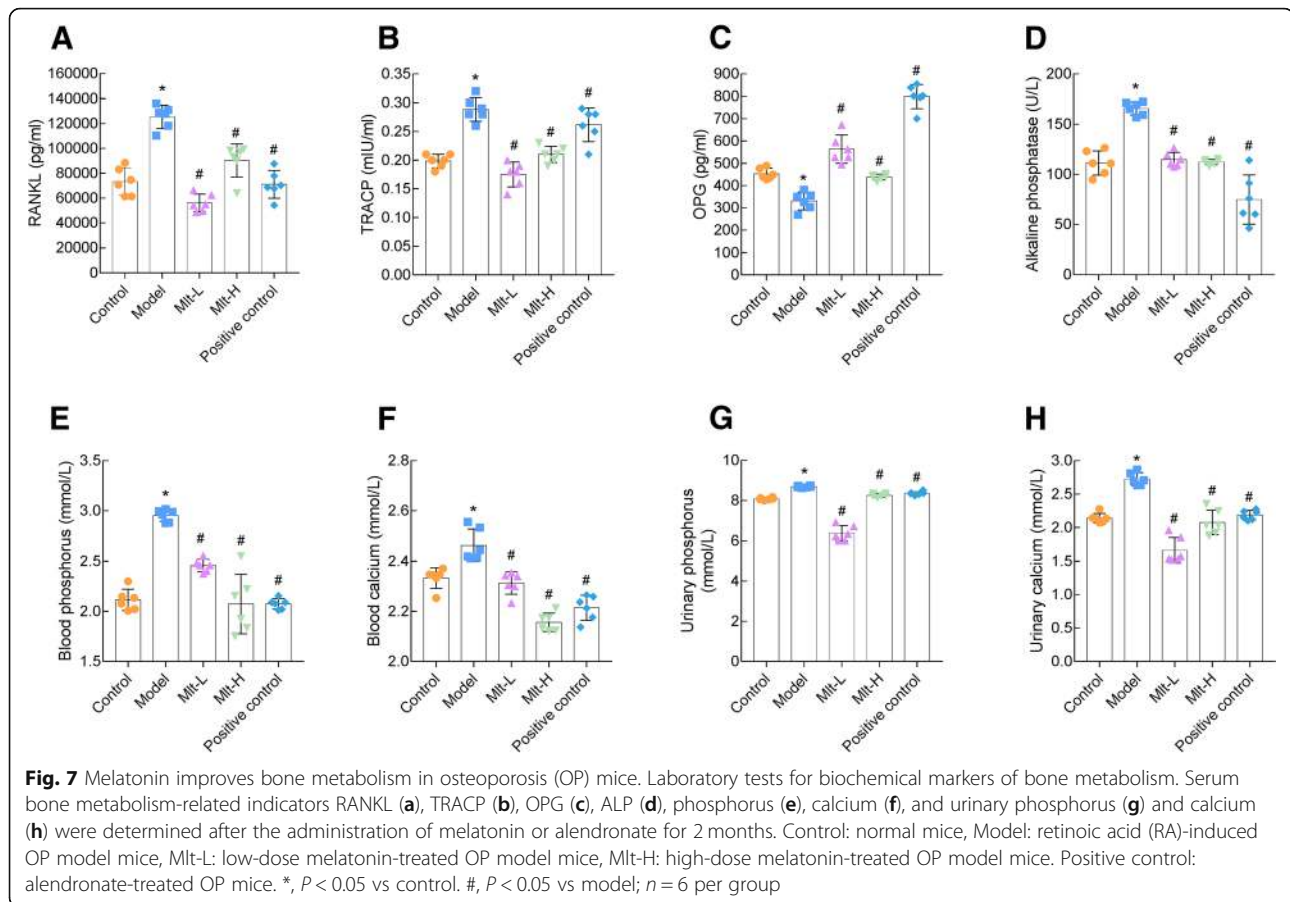 A
RANKL (pg/ml)
160000
140000
120000
100000
80000
60000
40000
20000
0
*
#
#
#
Control
Model
Mlt-L
Mlt-H
Positive control
B
TRACP (mIU/ml)
0.35
0.30
0.25
0.20
0.15
0.10
0.05
0.00
*
#
#
#
Control
Model
Mlt-L
Mlt-H
Positive control
C
OPG (pg/ml)
900
800
700
600
500
400
300
200
100
0
*
#
#
#
Control
Model
Mlt-L
Mlt-H
Positive control
D
Alkaline phosphatase (U/L)
200
150
100
50
0
*
#
#
#
Control
Model
Mlt-L
Mlt-H
Positive control
E
Blood phosphorus (mmol/L)
3.5
3.0
2.5
2.0
1.5
*
#
#
#
Control
Model
Mlt-L
Mlt-H
Positive control
F
Blood calcium (mmol/L)
2.8
2.6
2.4
2.2
2.0
*
#
#
#
Control
Model
Mlt-L
Mlt-H
Positive control
G
Urinary phosphorus
(mmol/L)
10
8
6
4
2
0
*
#
#
#
Control
Model
Mlt-L
Mlt-H
Positive control
H
Urinary calcium (mmol/L)
3.0
2.5
2.0
1.5
1.0
0.5
0.0
*
#
#
#
Control
Model
Mlt-L
Mlt-H
Positive control
Fig. 7 Melatonin improves bone metabolism in osteoporosis (OP) mice. Laboratory tests for biochemical markers of bone metabolism. Serum
bone metabolism-related indicators RANKL (a), TRACP (b), OPG (c), ALP (d), phosphorus (e), calcium (f), and urinary phosphorus (g) and calcium
(h) were determined after the administration of melatonin or alendronate for 2 months. Control: normal mice, Model: retinoic acid (RA)-induced
OP model mice, Mlt-L: low-dose melatonin-treated OP model mice, Mlt-H: high-dose melatonin-treated OP model mice. Positive control:
alendronate-treated OP mice. *, P < 0.05 vs control. #, P < 0.05 vs model; n = 6 per group